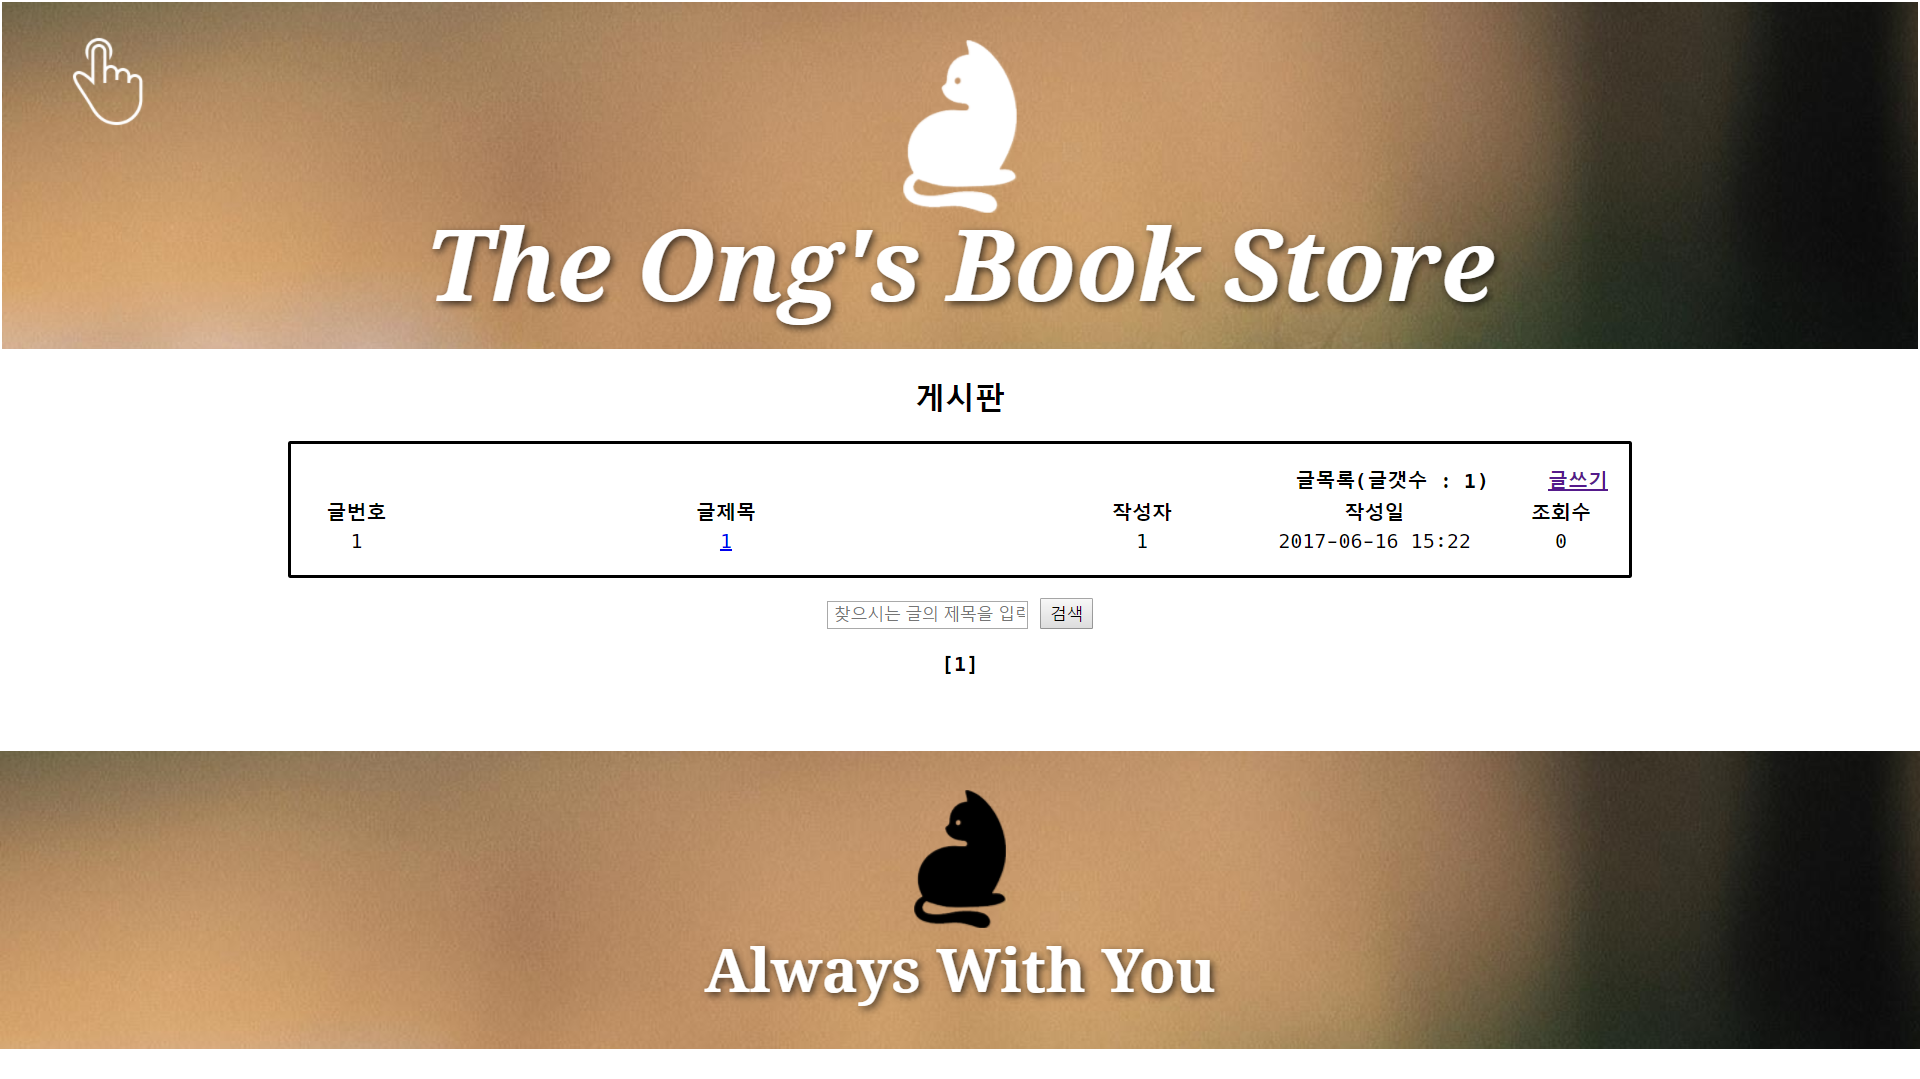 The Ong's Book Store
게시판
글목록(글갯수 : 1) 글쓰기
글번호 글제목 작성자 작성일 조회수
1 1 1 2017-06-16 15:22 0
찾으시는 글의 제목을 입력 검색
[1]
Always With You